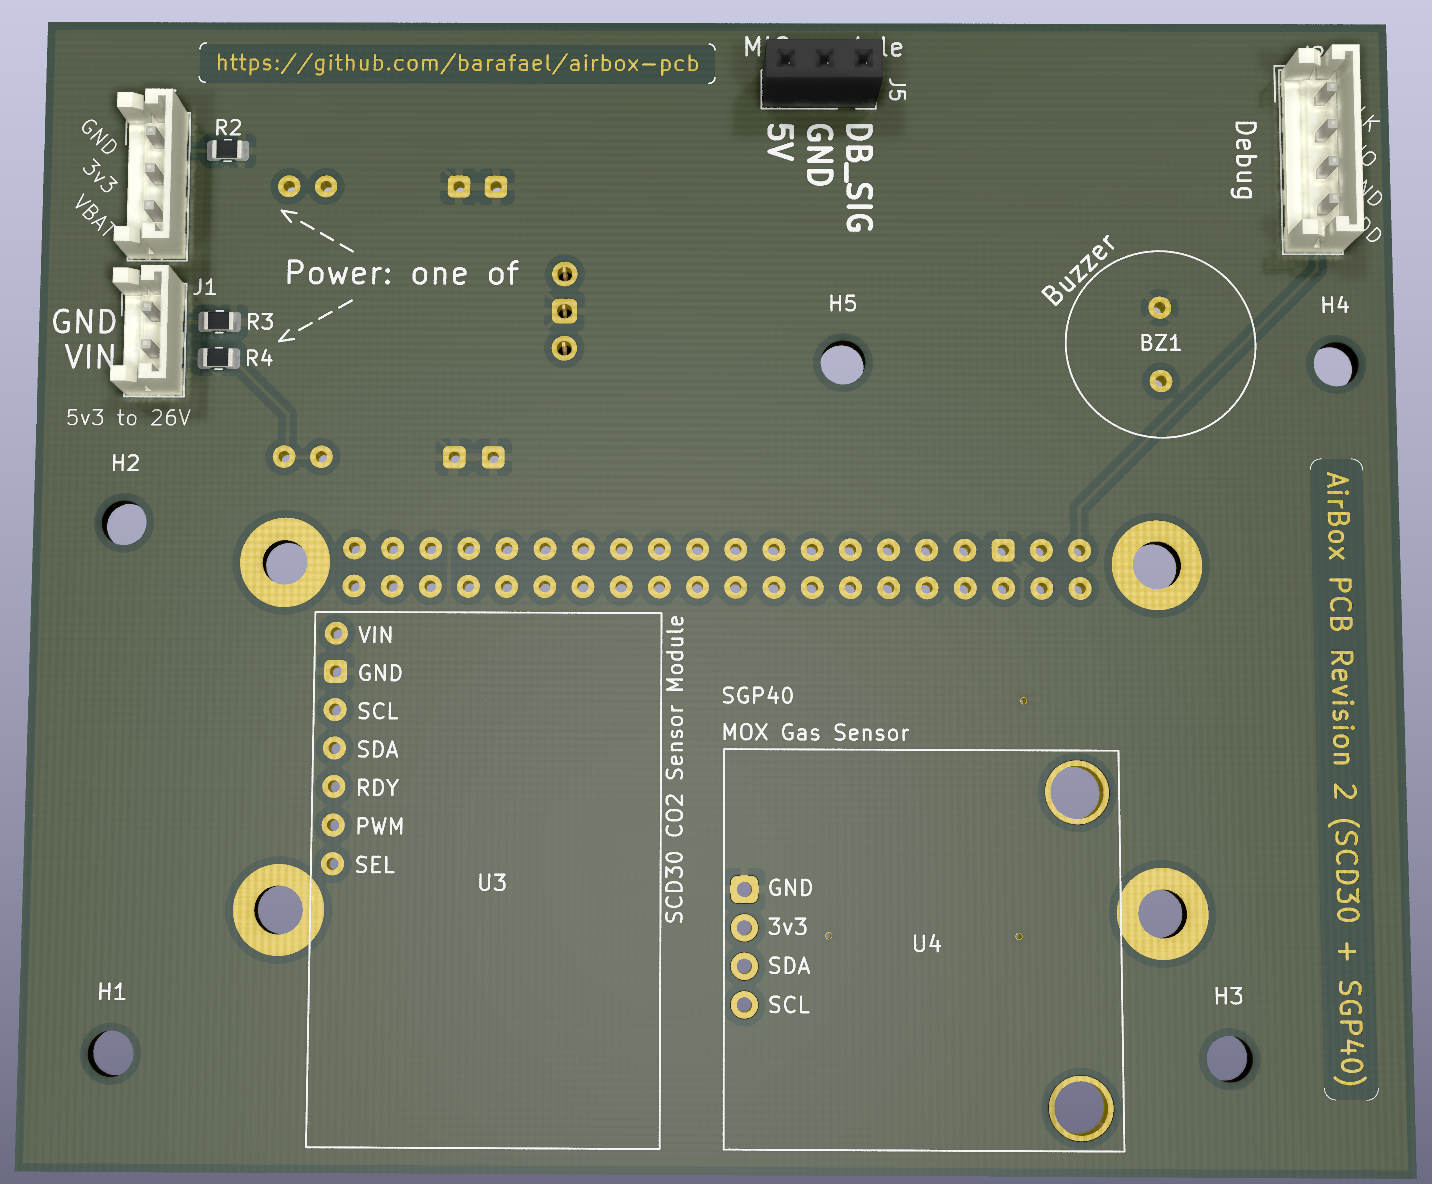 https://github.com/barafael/airbox-pcb
J5
5V
GND
DB_SIG
Debug
GND
3v3
VBAT
R2
Power: one of
J1
GND
VIN
R3
R4
5v3 to 26V
Buzzer
BZ1
H5
H4
H2
VIN
GND
SCL
SDA
RDY
PWM
SEL
U3
SCD30 CO2 Sensor Module
SGP40
MOX Gas Sensor
GND
3v3
SDA
SCL
U4
H1
H3
AirBox PCB Revision 2 (SCD30 + SGP40)